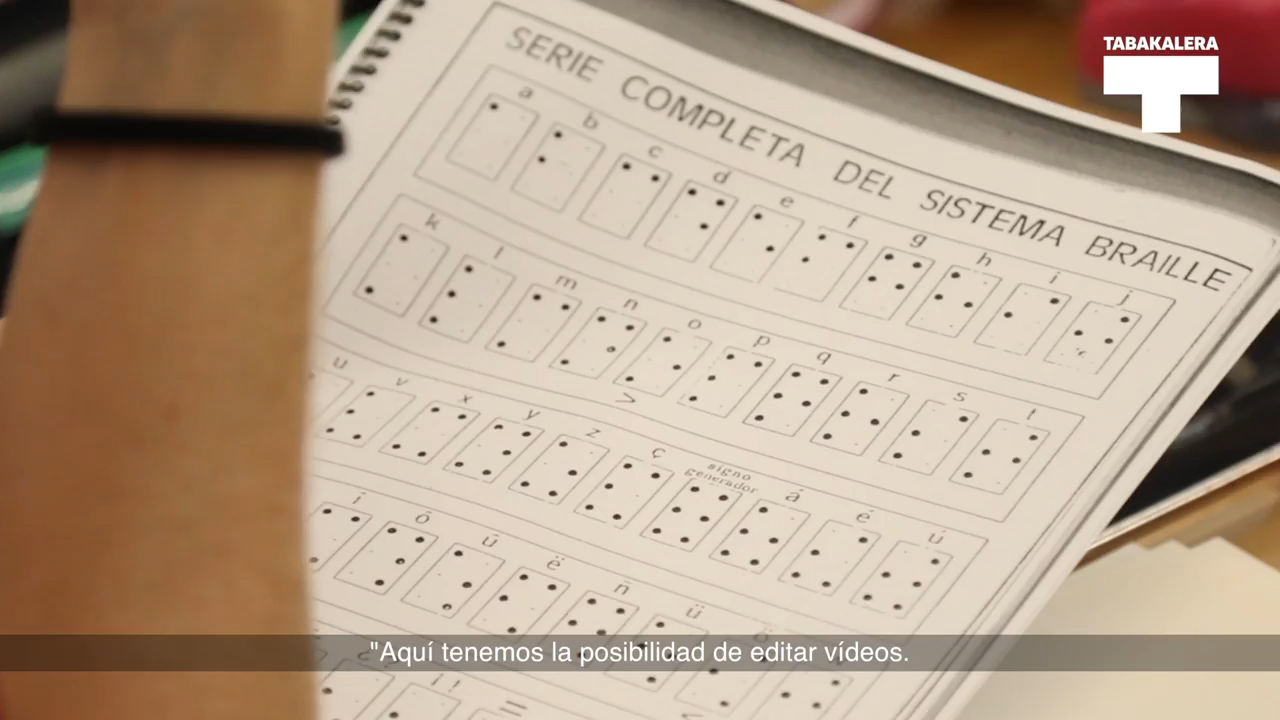 TABAKALERA
SERIE COMPLETA DEL SISTEMA BRAILLE
a b c d e f g h i j
k l m n o p q r s t
u v x y z ç signo generador á é ú
í ó ü ë ñ ü
¡ !
=
"Aquí tenemos la posibilidad de editar vídeos.